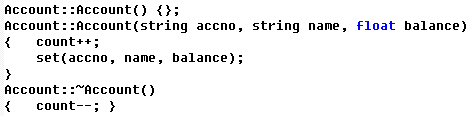 Account::Account() {};
Account::Account(string accno, string name, float balance)
{   count++;
    set(accno, name, balance);
}
Account::~Account()
{   count--; }